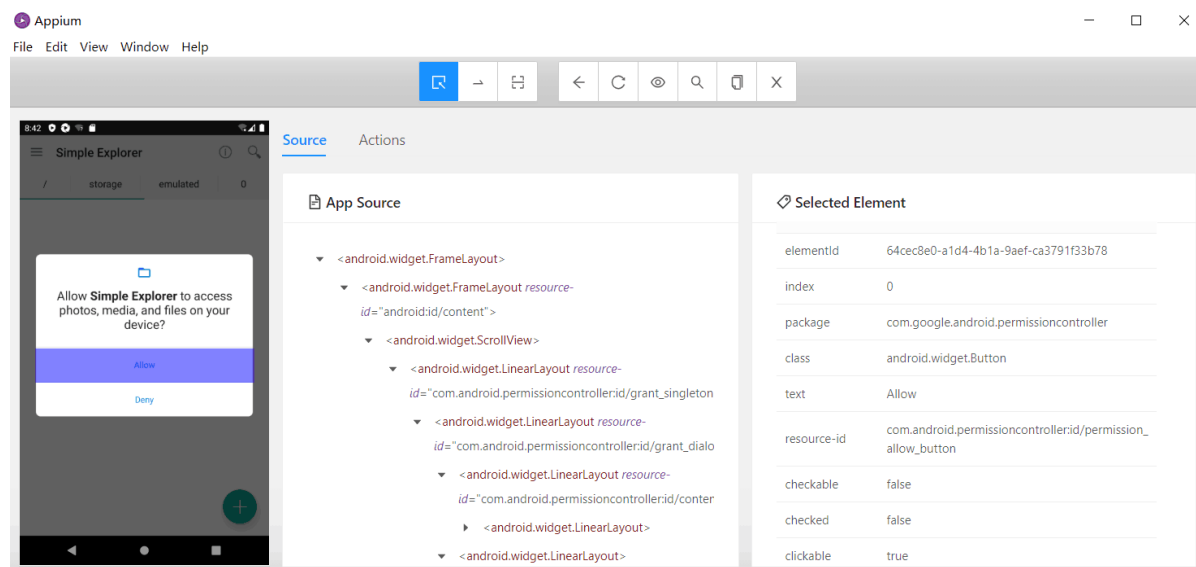 Appium
File Edit View Window Help
8:42
Simple Explorer
/ storage emulated 0
Allow Simple Explorer to access
photos, media, and files on your
device?
Allow
Deny
Source Actions
App Source
<android.widget.FrameLayout>
<android.widget.FrameLayout resource-
id="android:id/content">
<android.widget.ScrollView>
<android.widget.LinearLayout resource-
id="com.android.permissioncontroller:id/grant_singleton
<android.widget.LinearLayout resource-
id="com.android.permissioncontroller:id/grant_dialo
<android.widget.LinearLayout resource-
id="com.android.permissioncontroller:id/conter
<android.widget.LinearLayout>
<android.widget.LinearLayout>
Selected Element
elementId 64cec8e0-a1d4-4b1a-9aef-ca3791f33b78
index 0
package com.google.android.permissioncontroller
class android.widget.Button
text Allow
resource-id com.android.permissioncontroller:id/permission_
allow_button
checkable false
checked false
clickable true